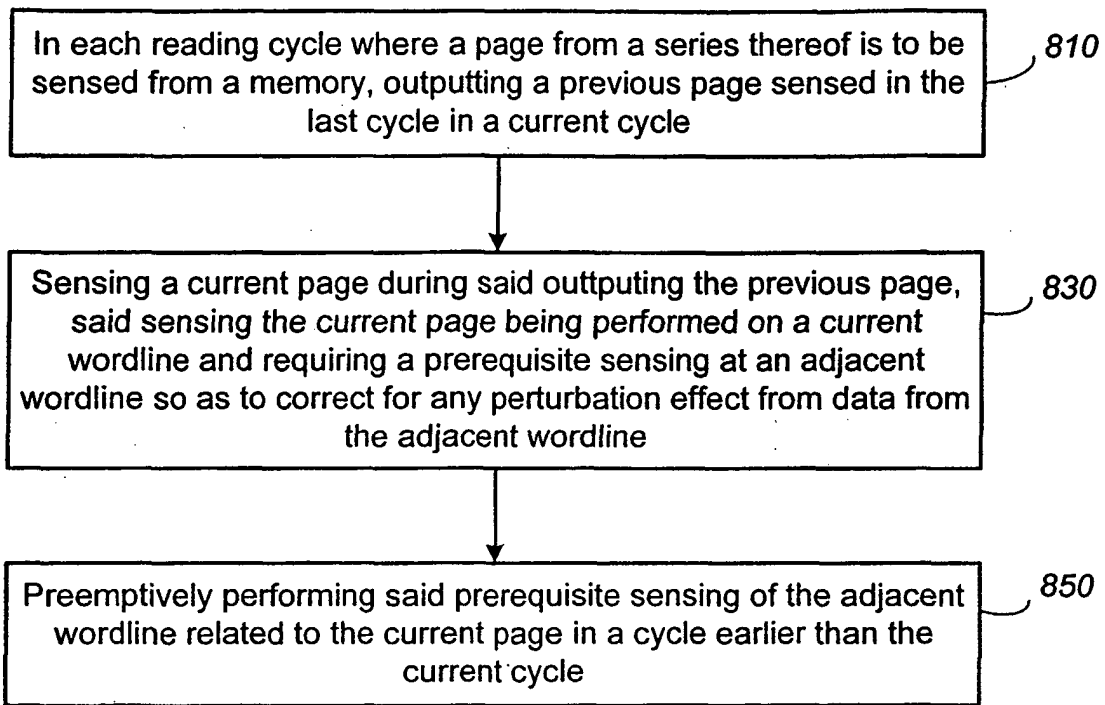 In each reading cycle where a page from a series thereof is to be
sensed from a memory, outputting a previous page sensed in the
last cycle in a current cycle
810
Sensing a current page during said outtputing the previous page,
said sensing the current page being performed on a current
wordline and requiring a prerequisite sensing at an adjacent
wordline so as to correct for any perturbation effect from data from
the adjacent wordline
830
Preemptively performing said prerequisite sensing of the adjacent
wordline related to the current page in a cycle earlier than the
current cycle
850